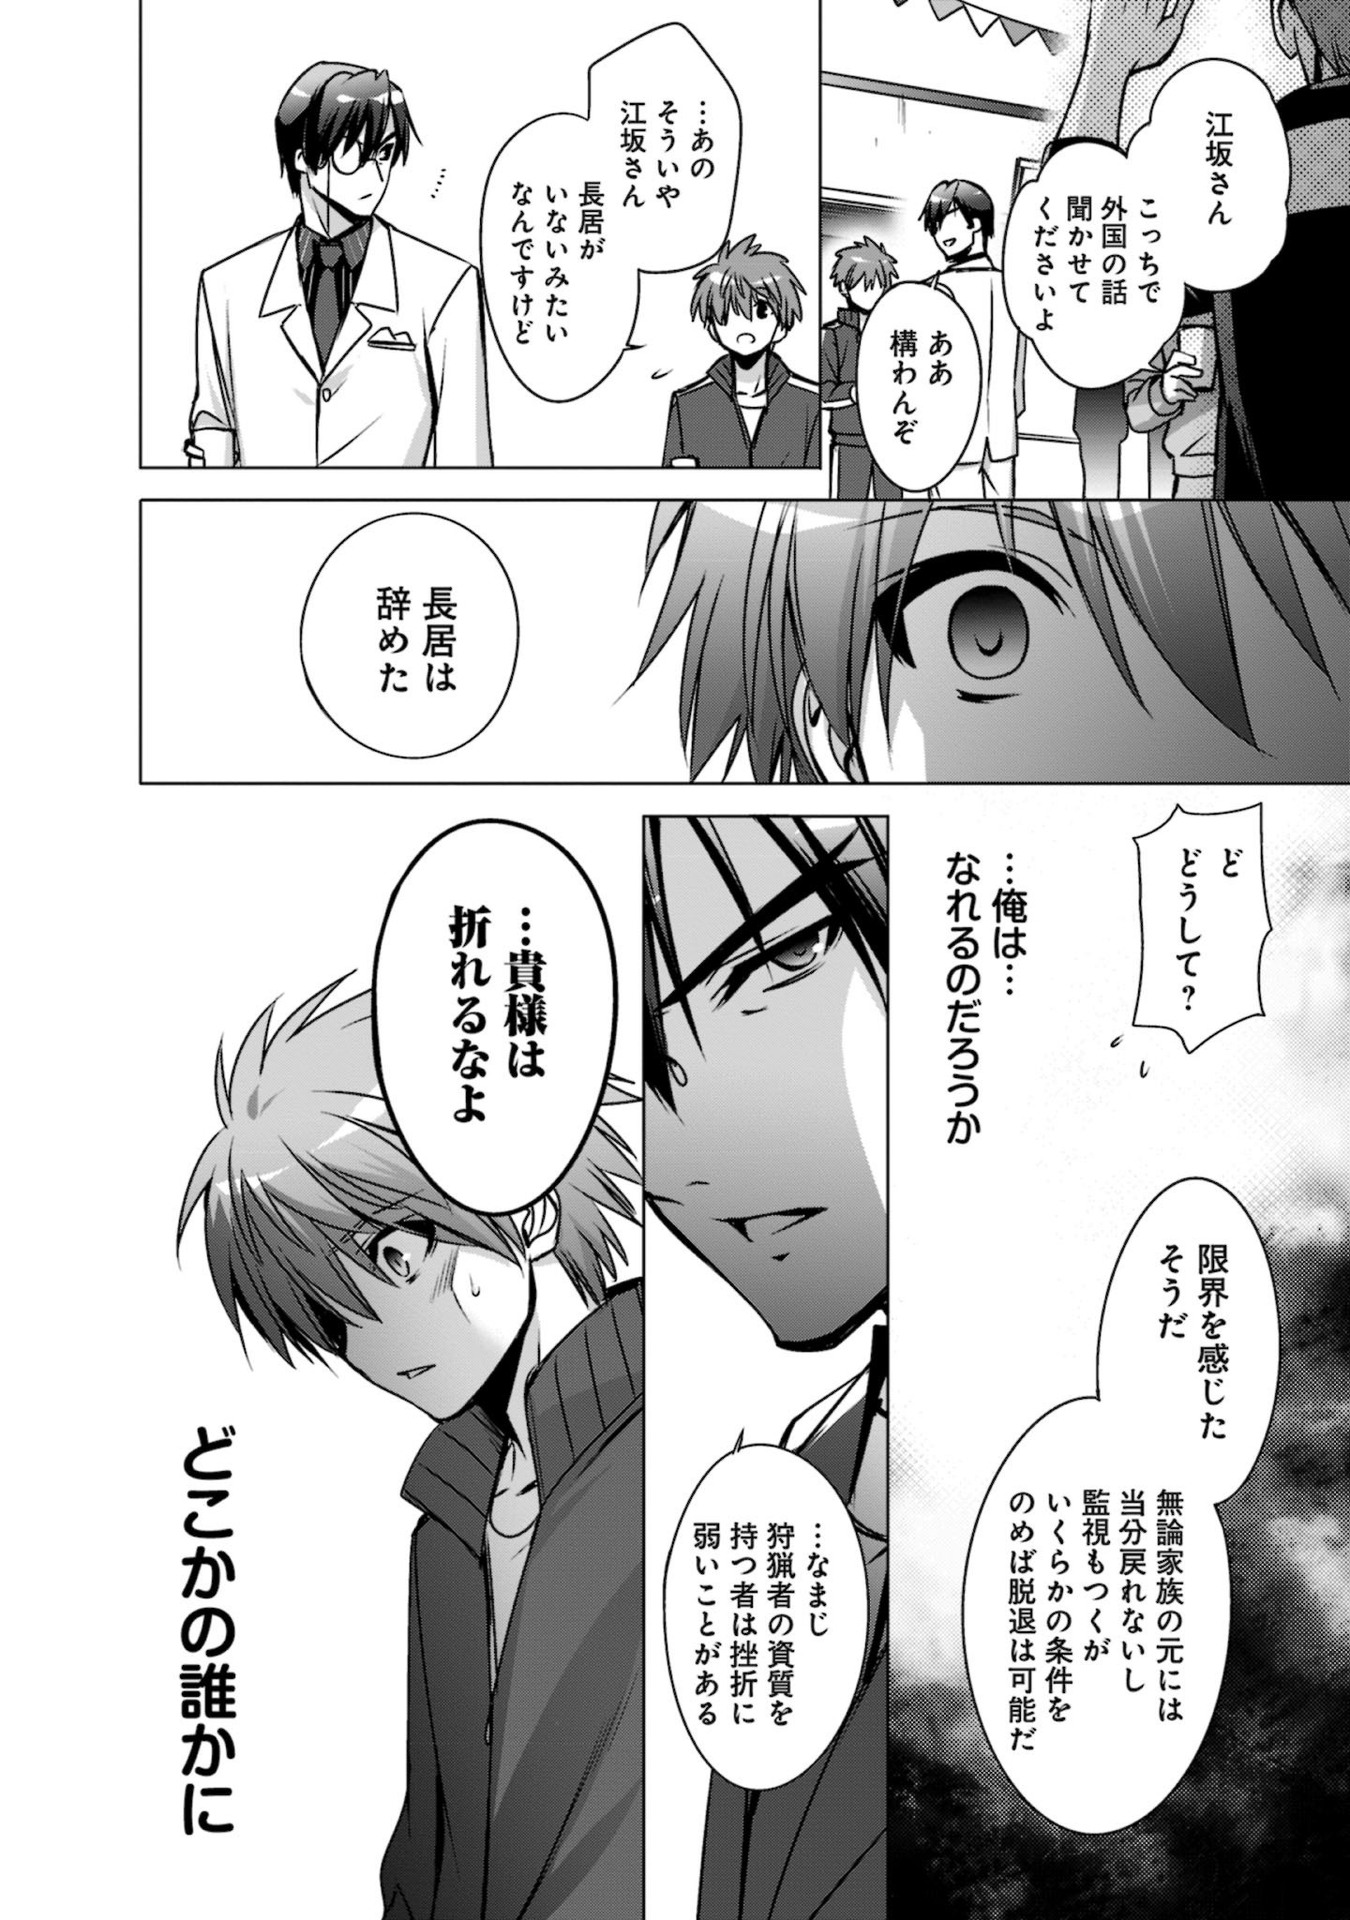 江坂さん
こっちで
外国の話
聞かせて
くださいよ
ああ
構わんぞ
…あの
そういや
江坂さん
長居が
いないみたい
なんですけど
長居は
辞めた
ど
どうして?
限界を感じた
そうだ
無論家族の元には
当分戻れないし
監視もつくが
いくらかの条件を
のめば脱退は可能だ
…俺は…
なれるのだろうか
…なまじ
狩猟者の資質を
持つ者は挫折に
弱いことがある
…貴様は
折れるなよ
どこかの誰かに